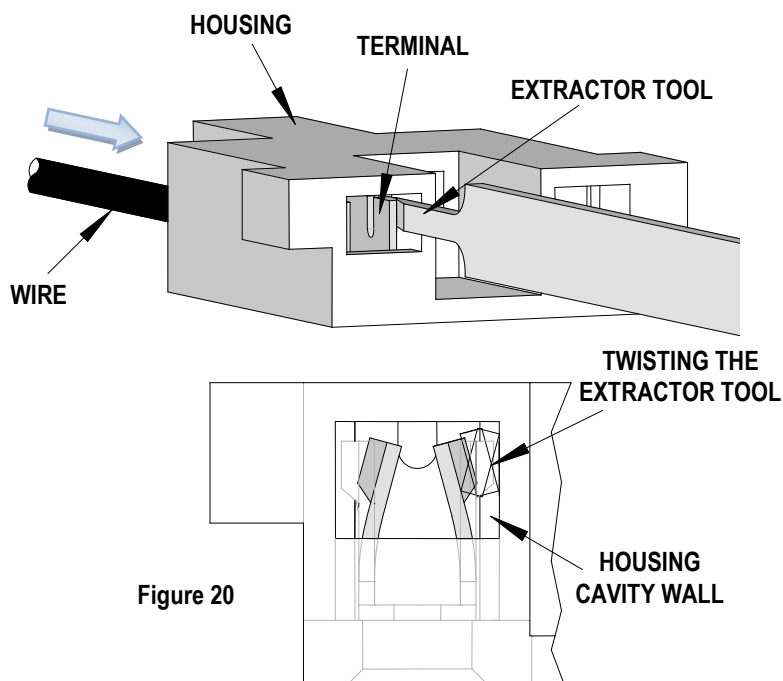 HOUSING
TERMINAL
EXTRACTOR TOOL
WIRE
TWISTING THE
EXTRACTOR TOOL
HOUSING
CAVITY WALL
Figure 20